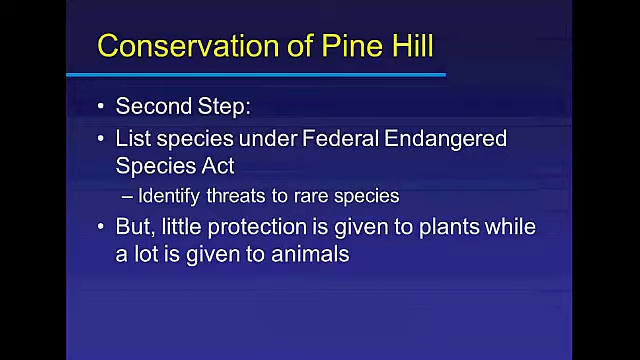 Conservation of Pine Hill
• Second Step:
• List species under Federal Endangered
Species Act
– Identify threats to rare species
• But, little protection is given to plants while
a lot is given to animals